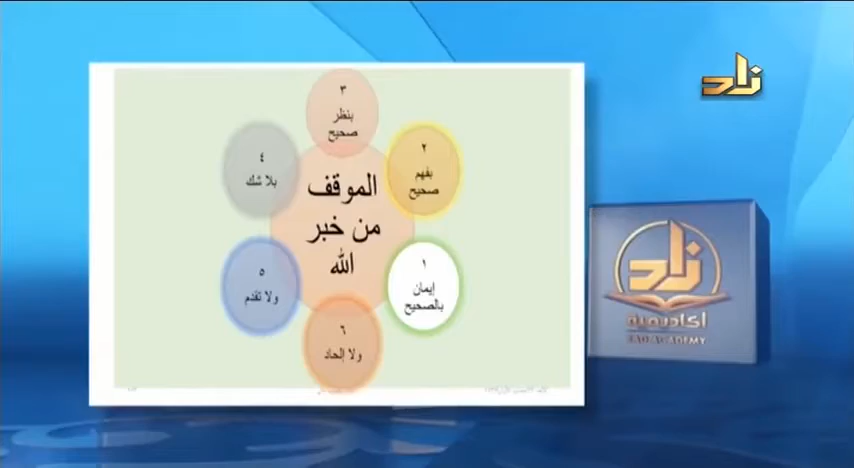 زاد
الموقف
من خبر
الله
١
إيمان
بالصحيح
٢
بفهم
صحيح
٣
بنظر
صحيح
٤
بلا شك
٥
ولا تقدم
٦
ولا إلحاد
زاد
أكاديمية
ZAD ACADEMY